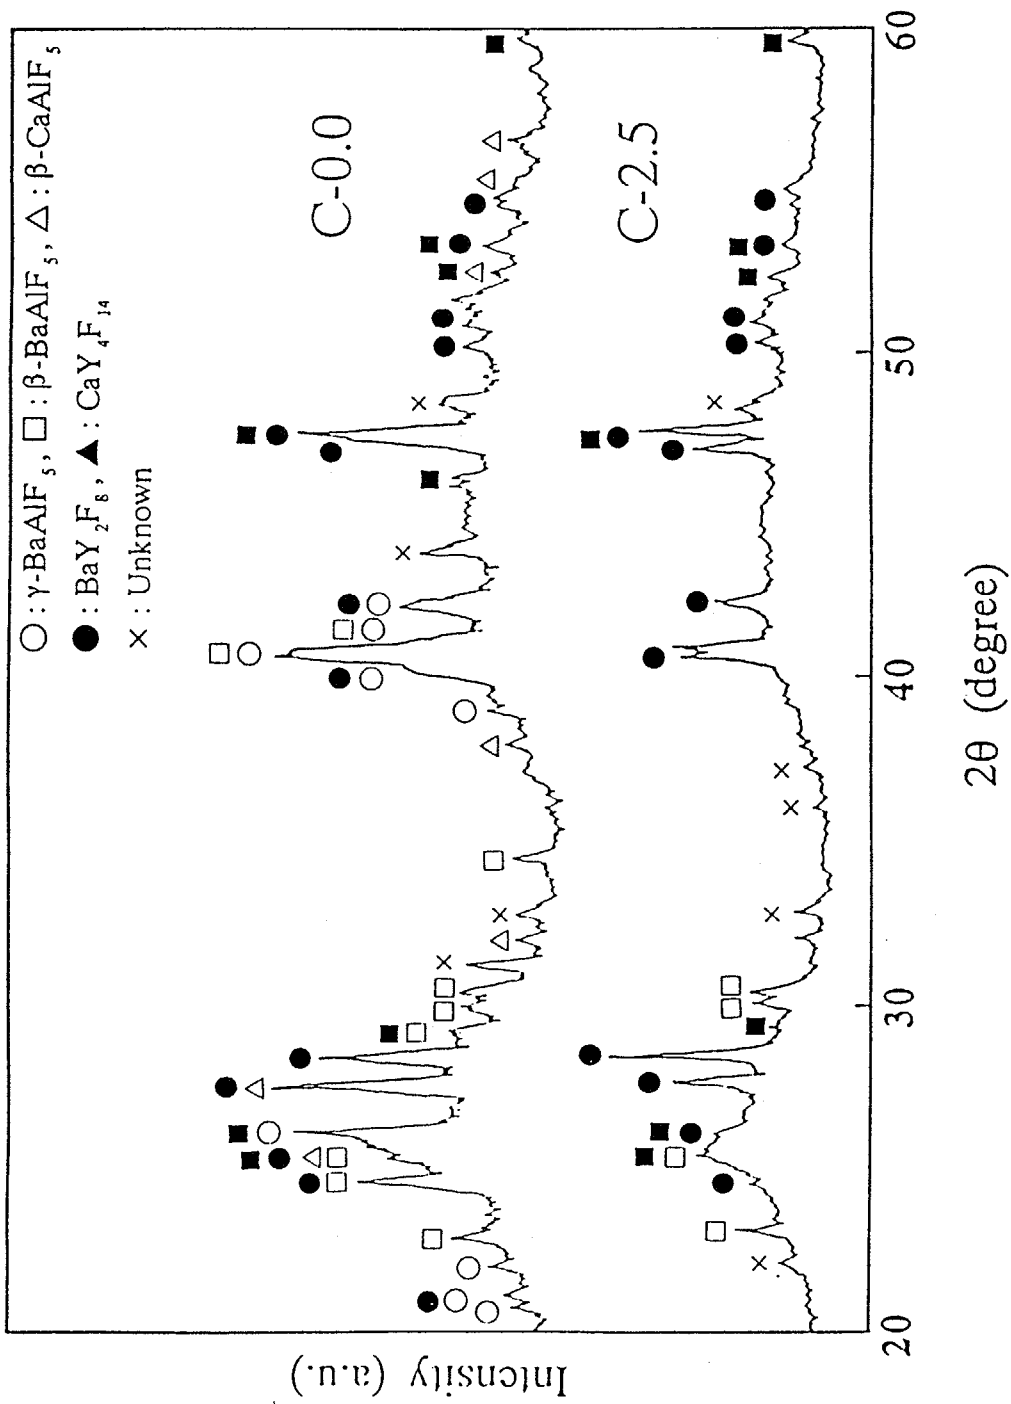 ○ : γ-BaAlF₅, □ : β-BaAlF₅, △ : β-CaAlF₅
● : BaY₂F₈, ▲ : CaY₄F₁₄
× : Unknown
C-0.0
C-2.5
Intensity (a.u.)
20 30 40 50 60
2θ (degree)